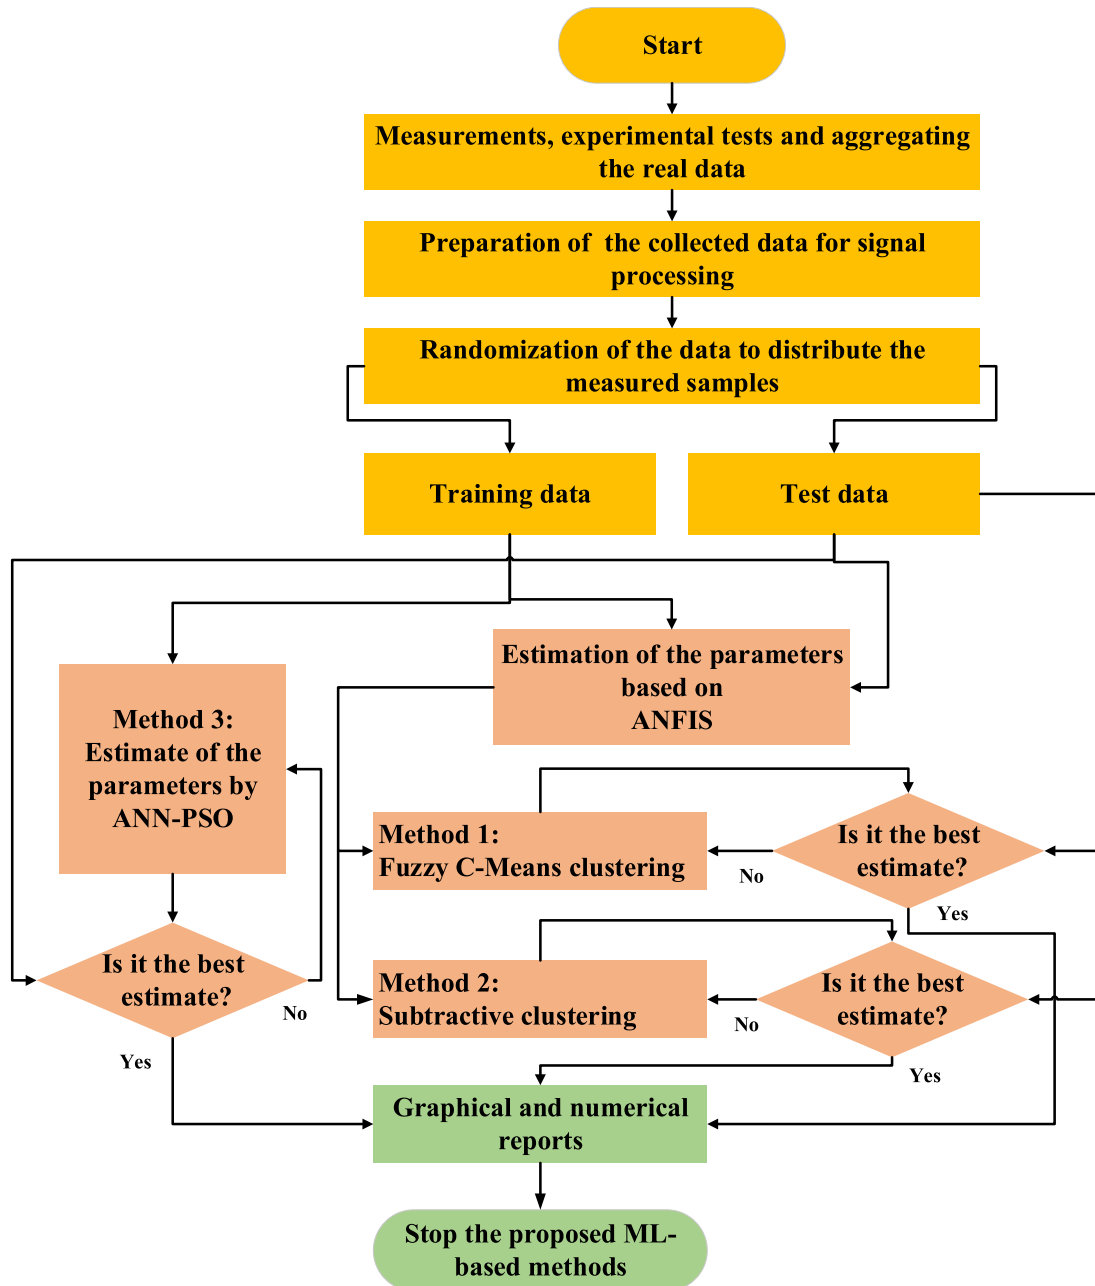 Start
Measurements, experimental tests and aggregating
the real data
Preparation of  the collected data for signal
processing
Randomization of the data to distribute the
measured samples
Training data
Test data
Estimation of the parameters
based on
ANFIS
Method 3:
Estimate of the
parameters by
ANN-PSO
Method 1:
Fuzzy C-Means clustering
Is it the best
estimate?
No
Yes
Is it the best
estimate?
No
Yes
Method 2:
Subtractive clustering
Is it the best
estimate?
No
Yes
Graphical and numerical
reports
Stop the proposed ML-
based methods